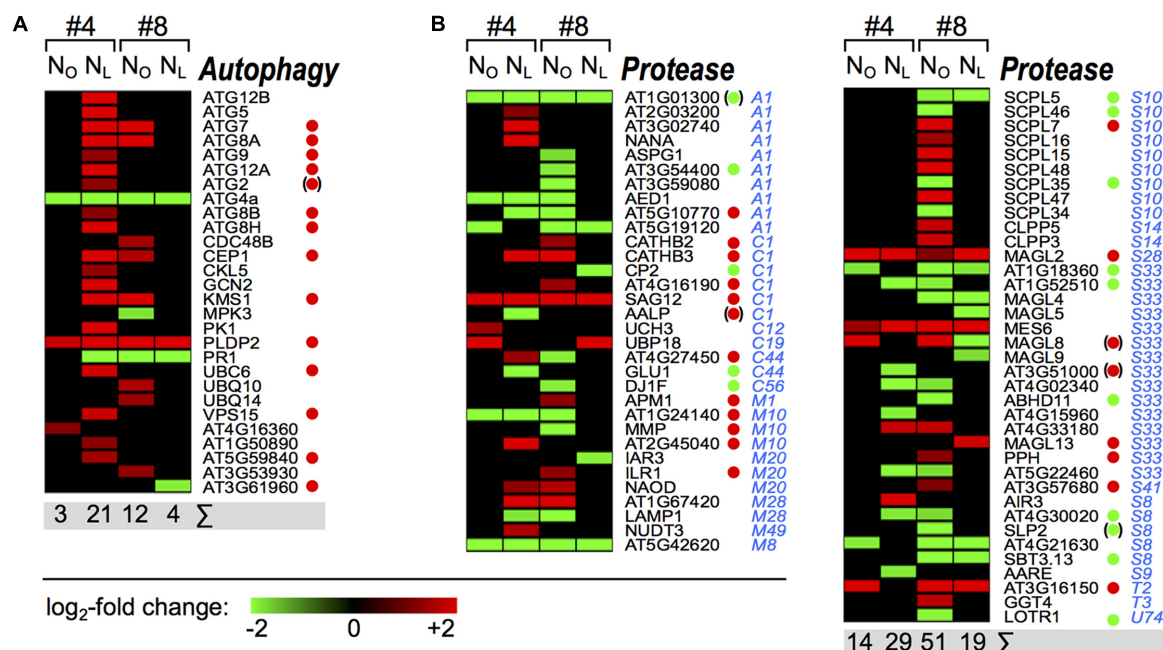 A
#4 #8
NO NL NO NL Autophagy
ATG12B
ATG5
ATG7
ATG8A
ATG9
ATG12A
ATG2 ( )
ATG4a
ATG8B
ATG8H
CDC48B
CEP1
CKL5
GCN2
KMS1
MPK3
PK1
PLDP2
PR1
UBC6
UBQ10
UBQ14
VPS15
AT4G16360
AT1G50890
AT5G59840
AT3G53930
AT3G61960
3 21 12 4 Σ
B
#4 #8
NO NL NO NL Protease
AT1G01300 ( ) A1
AT2G03200 A1
AT3G02740 A1
NANA A1
ASPG1 A1
AT3G54400 A1
AT3G59080 A1
AED1 A1
AT5G10770 A1
AT5G19120 A1
CATHB2 C1
CATHB3 C1
CP2 C1
AT4G16190 C1
SAG12 C1
AALP ( ) C1
UCH3 C12
UBP18 C19
AT4G27450 C44
GLU1 C44
DJ1F C56
APM1 M1
AT1G24140 M10
MMP M10
AT2G45040 M10
IAR3 M20
ILR1 M20
NAOD M20
AT1G67420 M28
LAMP1 M28
NUDT3 M49
AT5G42620 M8
#4 #8
NO NL NO NL Protease
SCPL5 S10
SCPL46 S10
SCPL7 S10
SCPL16 S10
SCPL15 S10
SCPL48 S10
SCPL35 S10
SCPL47 S10
SCPL34 S10
CLPP5 S14
CLPP3 S14
MAGL2 S28
AT1G18360 S33
AT1G52510 S33
MAGL4 S33
MAGL5 S33
MES6 S33
MAGL8 ( ) S33
MAGL9 S33
AT3G51000 ( ) S33
AT4G02340 S33
ABHD11 S33
AT4G15960 S33
AT4G33180 S33
MAGL13 S33
PPH S33
AT5G22460 S33
AT3G57680 S41
AIR3 S8
AT4G30020 S8
SLP2 ( ) S8
AT4G21630 S8
SBT3.13 S8
AARE S9
AT3G16150 T2
GGT4 T3
LOTR1 U74
14 29 51 19 Σ
log2-fold change:
-2 0 +2